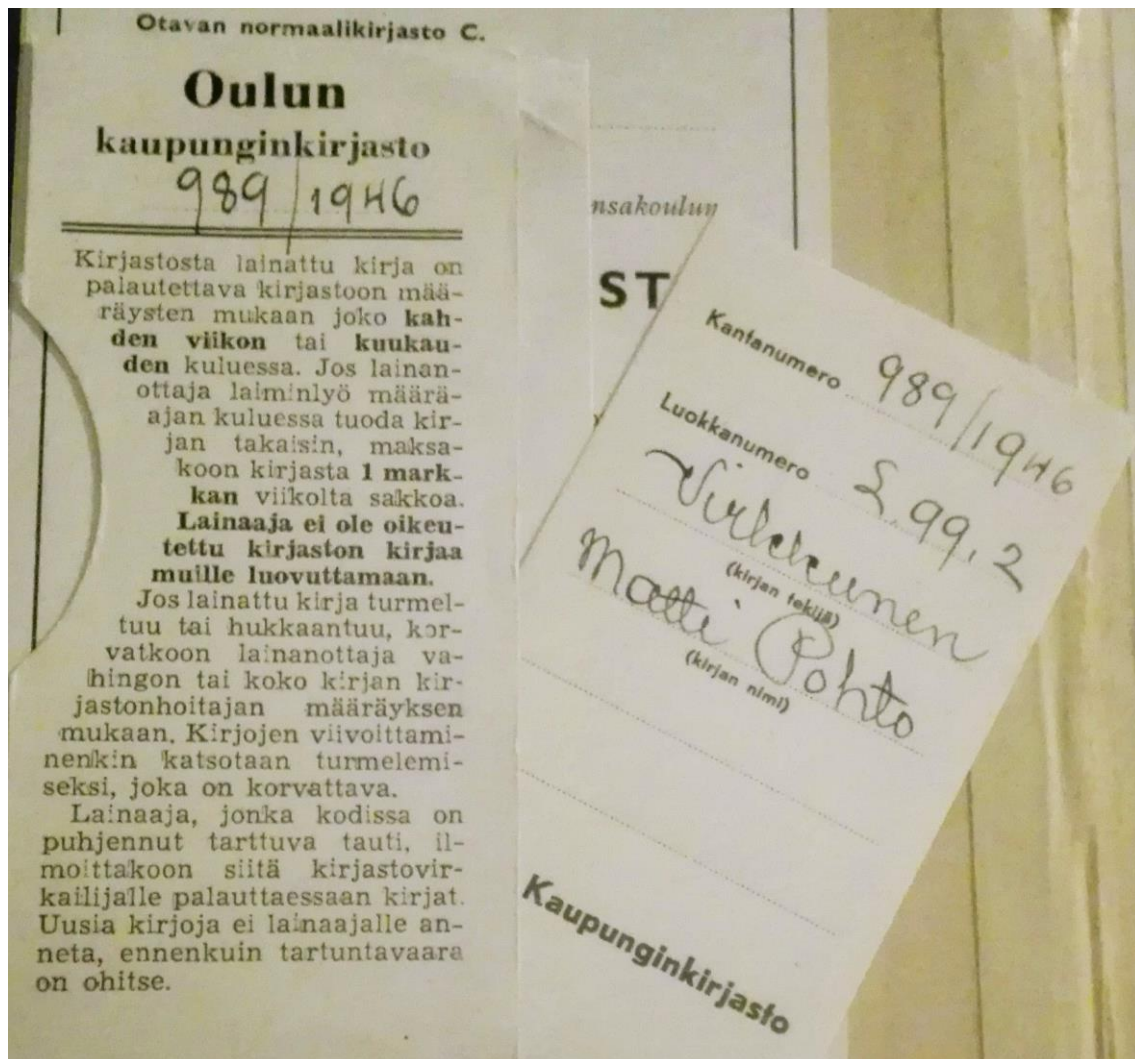 Otavan normaalikirjasto C.
Oulun
kaupunginkirjasto
989/1946
Kirjastosta lainattu kirja on
palautettava kirjastoon mää-
räysten mukaan joko kah-
den viikon tai kuukau-
den kuluessa. Jos lainan-
ottaja laiminlyö määrä-
ajan kuluessa tuoda kir-
jan takaisin, maksa-
koon kirjasta 1 mark-
kan viikolta sakkoa.
Lainaaja ei ole oikeu-
tettu kirjaston kirjaa
muille luovuttamaan.
Jos lainattu kirja turmel-
tuu tai hukkaantuu, kor-
vatkoon lainanottaja va-
hingon tai koko kirjan kir-
jastonhoitajan määräyksen
mukaan. Kirjojen viivoittami-
nenkin katsotaan turmelemi-
seksi, joka on korvattava.
Lainaaja, jonka kodissa on
puhjennut tarttuva tauti, il-
moittakoon siitä kirjastovir-
kailijalle palauttaessaan kirjat.
Uusia kirjoja ei lainaajalle an-
neta, ennenkuin tartuntavaara
on ohitse.
nsakoulun
ST
Kantanumero 989/1946
Luokkanumero 99.2
Virkkunen
(kirjan tekijä)
Matti Pohto
(kirjan nimi)
Kaupunginkirjasto